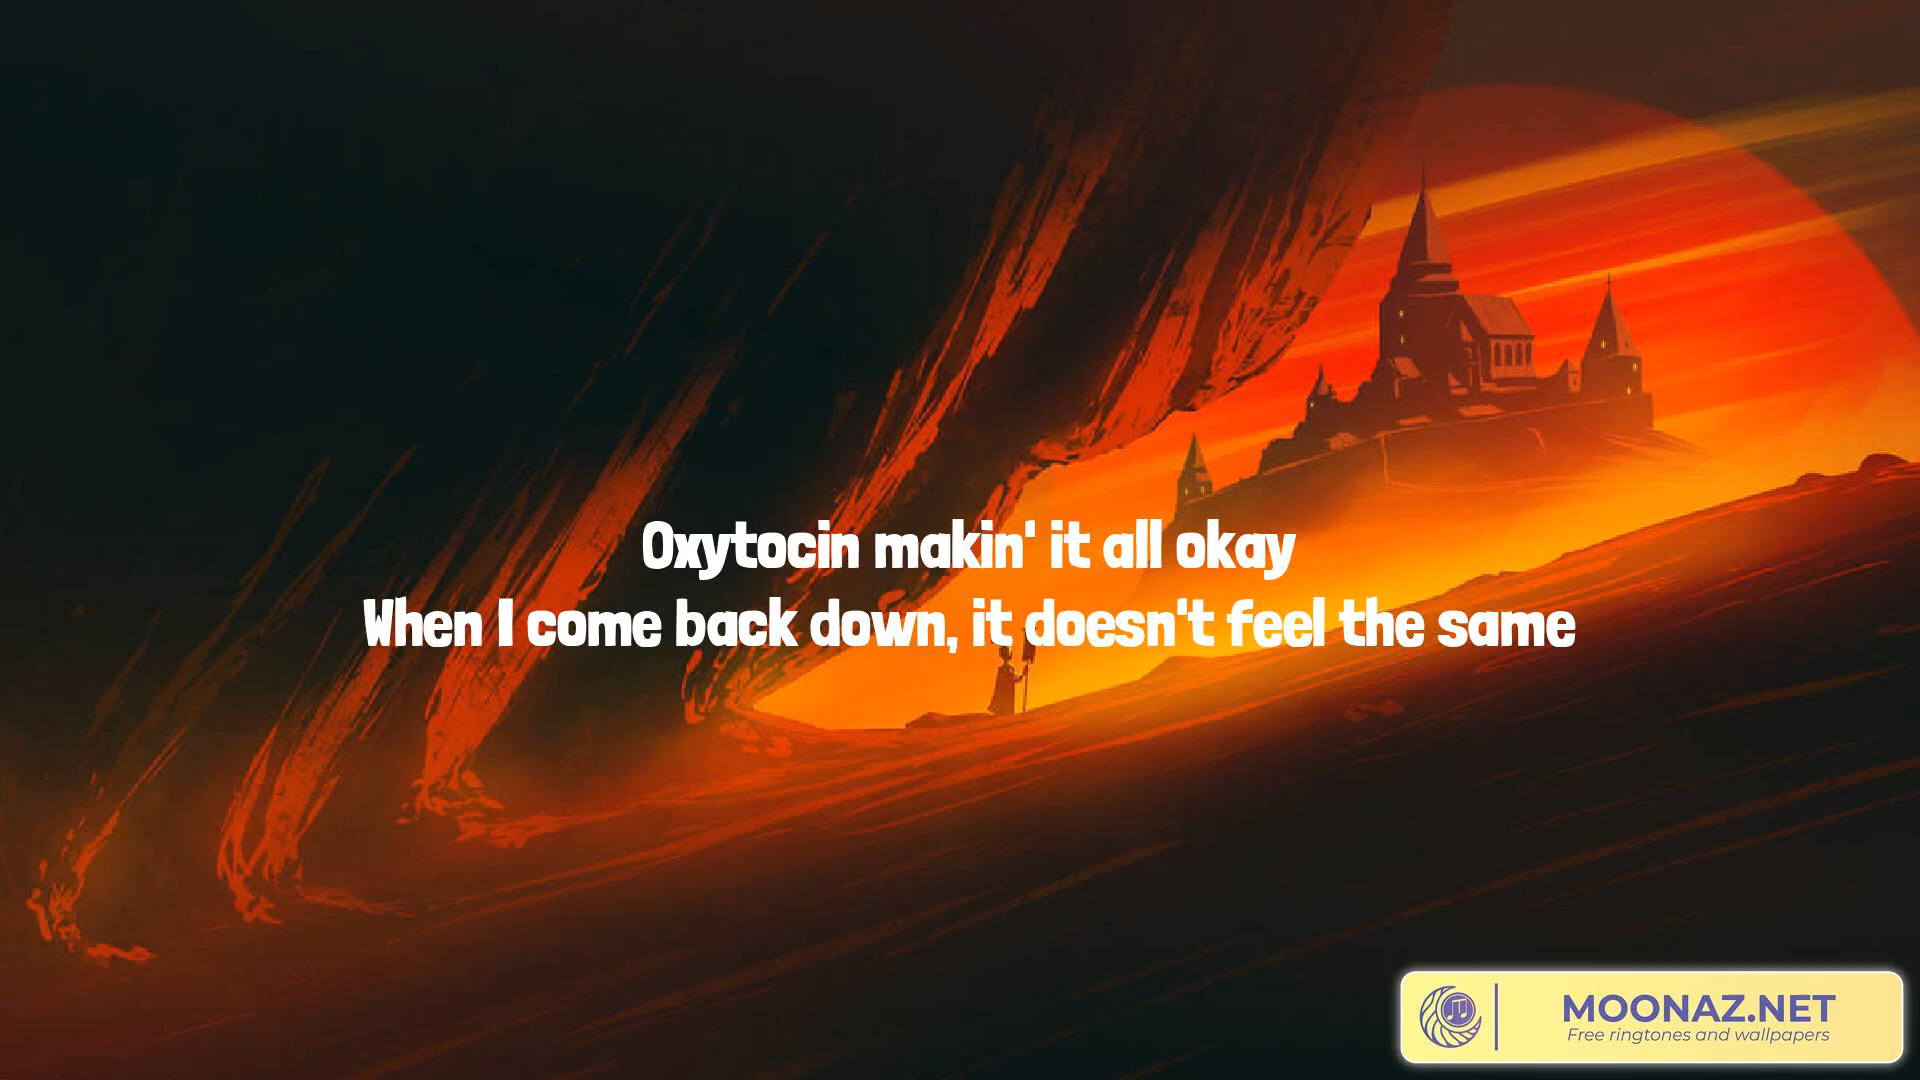 Oxytocin makin' it all okay
When I come back down, it doesn't feel the same
MOONAZ.NET
Free ringtones and wallpapers